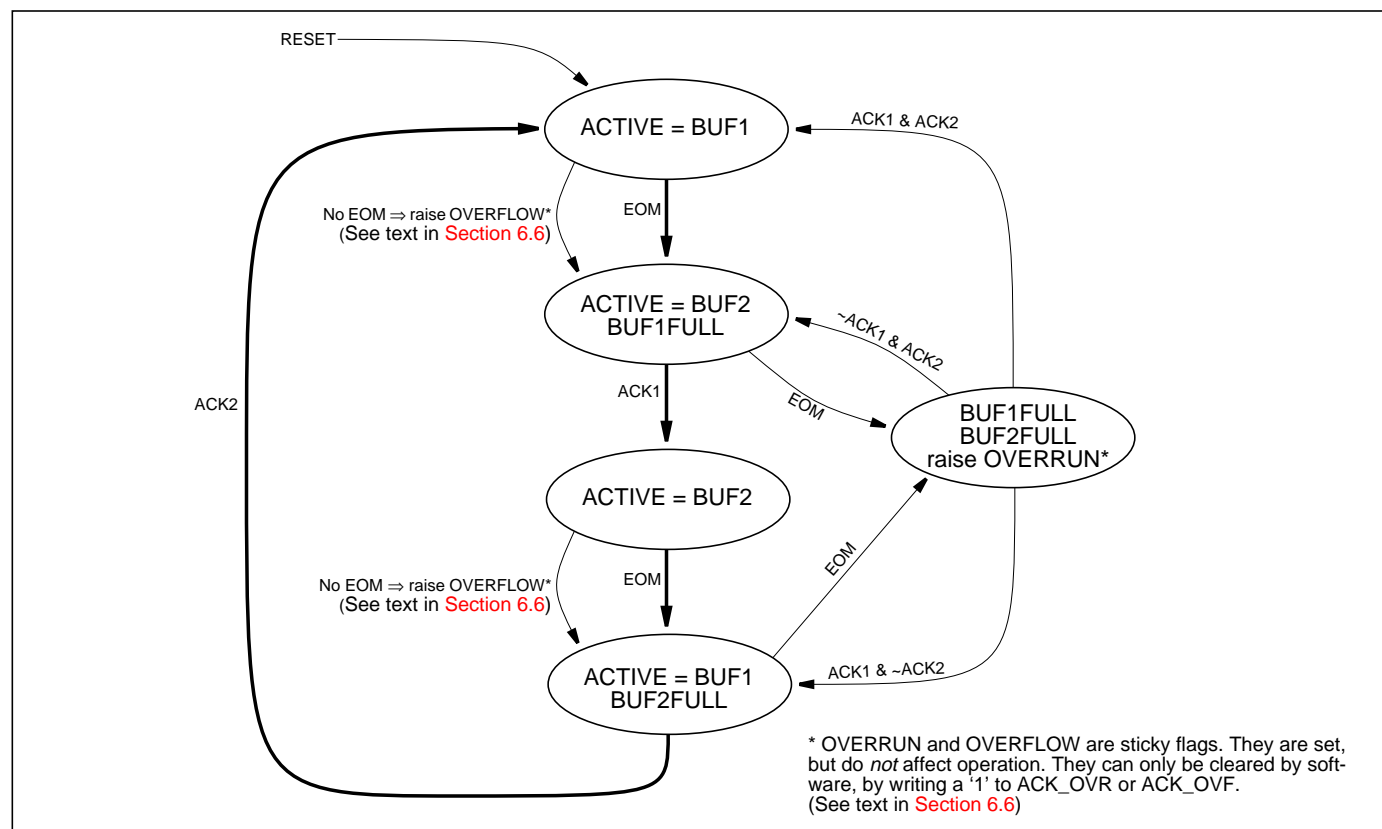 RESET
ACTIVE = BUF1
ACK1 & ACK2
No EOM ⇒ raise OVERFLOW*
(See text in Section 6.6)
EOM
ACTIVE = BUF2
BUF1FULL
~ACK1 & ACK2
ACK2
ACK1
EOM
BUF1FULL
BUF2FULL
raise OVERRUN*
ACTIVE = BUF2
EOM
No EOM ⇒ raise OVERFLOW*
(See text in Section 6.6)
EOM
ACTIVE = BUF1
BUF2FULL
ACK1 & ~ACK2
* OVERRUN and OVERFLOW are sticky flags. They are set,
but do not affect operation. They can only be cleared by soft-
ware, by writing a ‘1’ to ACK_OVR or ACK_OVF.
(See text in Section 6.6)